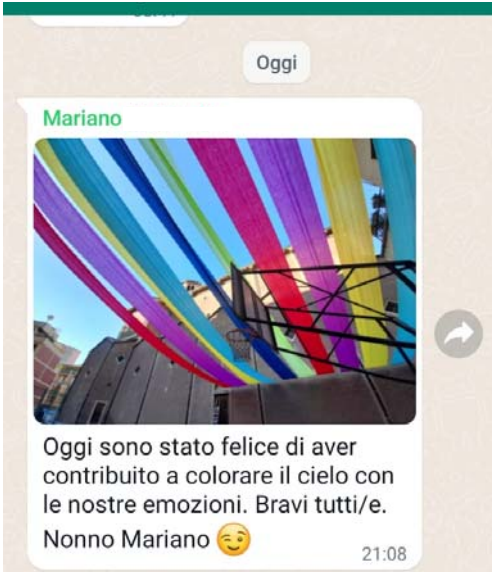 Oggi
Mariano
Oggi sono stato felice di aver
contribuito a colorare il cielo con
le nostre emozioni. Bravi tutti/e.
Nonno Mariano 😉
21:08